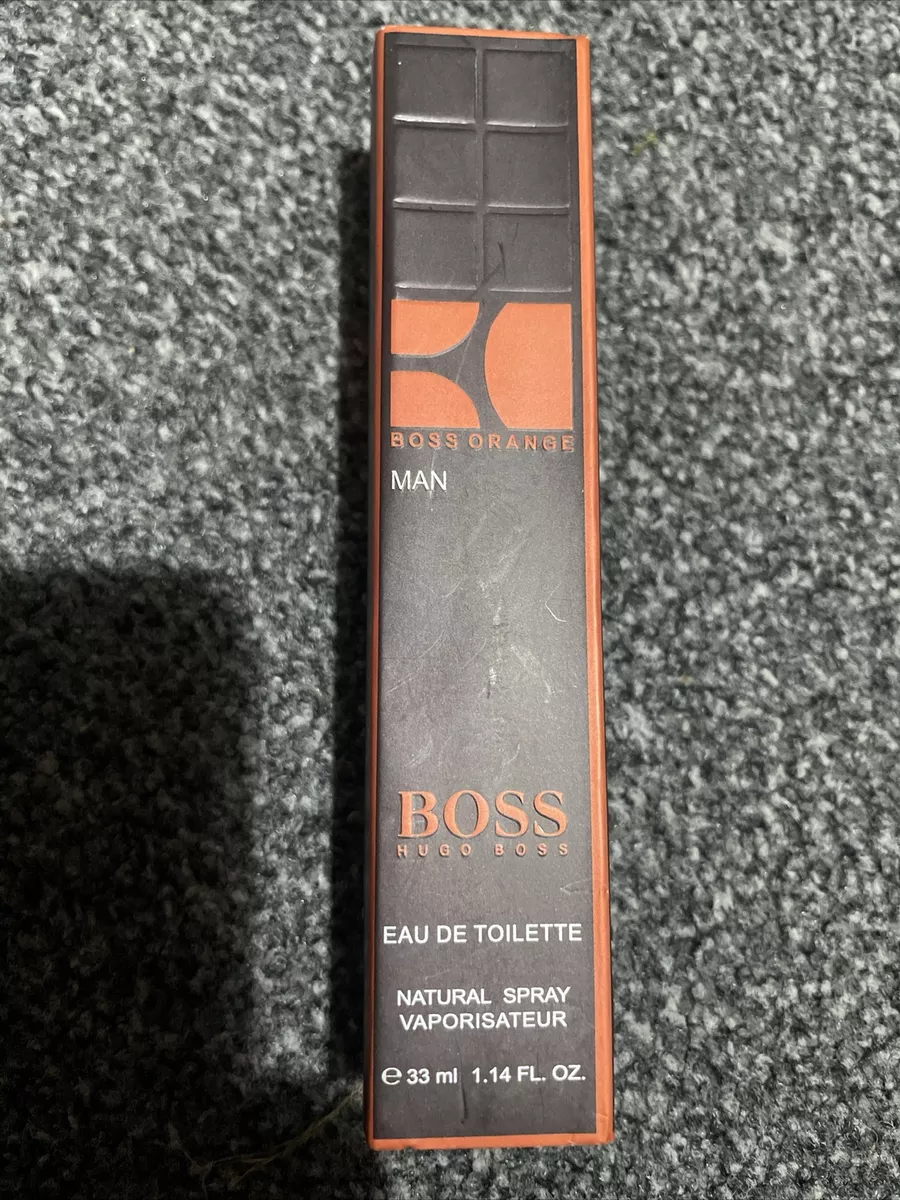 BOSS ORANGE
MAN
BOSS
HUGO BOSS
EAU DE TOILETTE
NATURAL SPRAY
VAPORISATEUR
℮ 33 ml 1.14 FL. OZ.